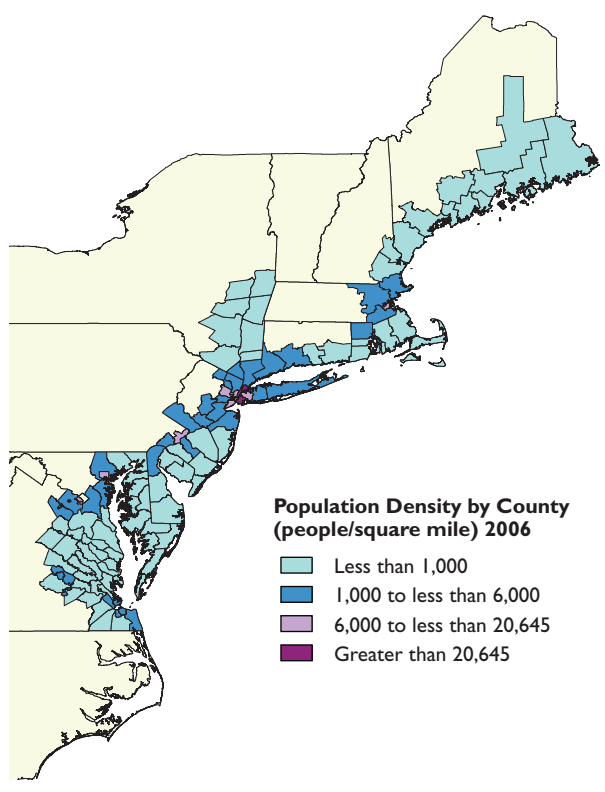 Population Density by County
(people/square mile) 2006
Less than 1,000
1,000 to less than 6,000
6,000 to less than 20,645
Greater than 20,645